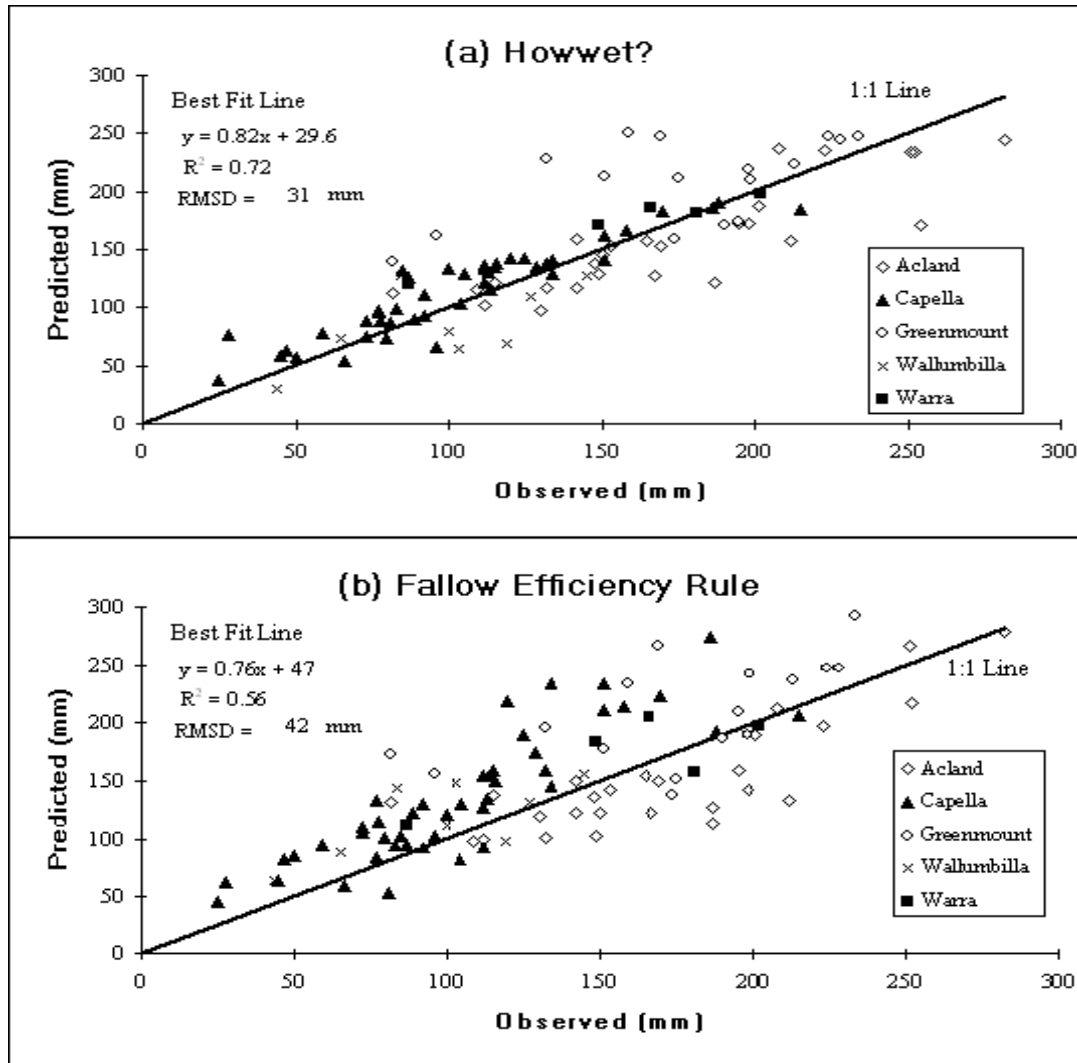 (a) Howwet?
300
250
200
150
100
50
0
Predicted (mm)
Best Fit Line
y = 0.82x + 29.6
R² = 0.72
RMSD = 31 mm
1:1 Line
Acland
Capella
Greenmount
Wallumbilla
Warra
0 50 100 150 200 250 300
Observed (mm)
(b) Fallow Efficiency Rule
300
250
200
150
100
50
0
Predicted (mm)
Best Fit Line
y = 0.76x + 47
R² = 0.56
RMSD = 42 mm
1:1 Line
Acland
Capella
Greenmount
Wallumbilla
Warra
0 50 100 150 200 250 300
Observed (mm)